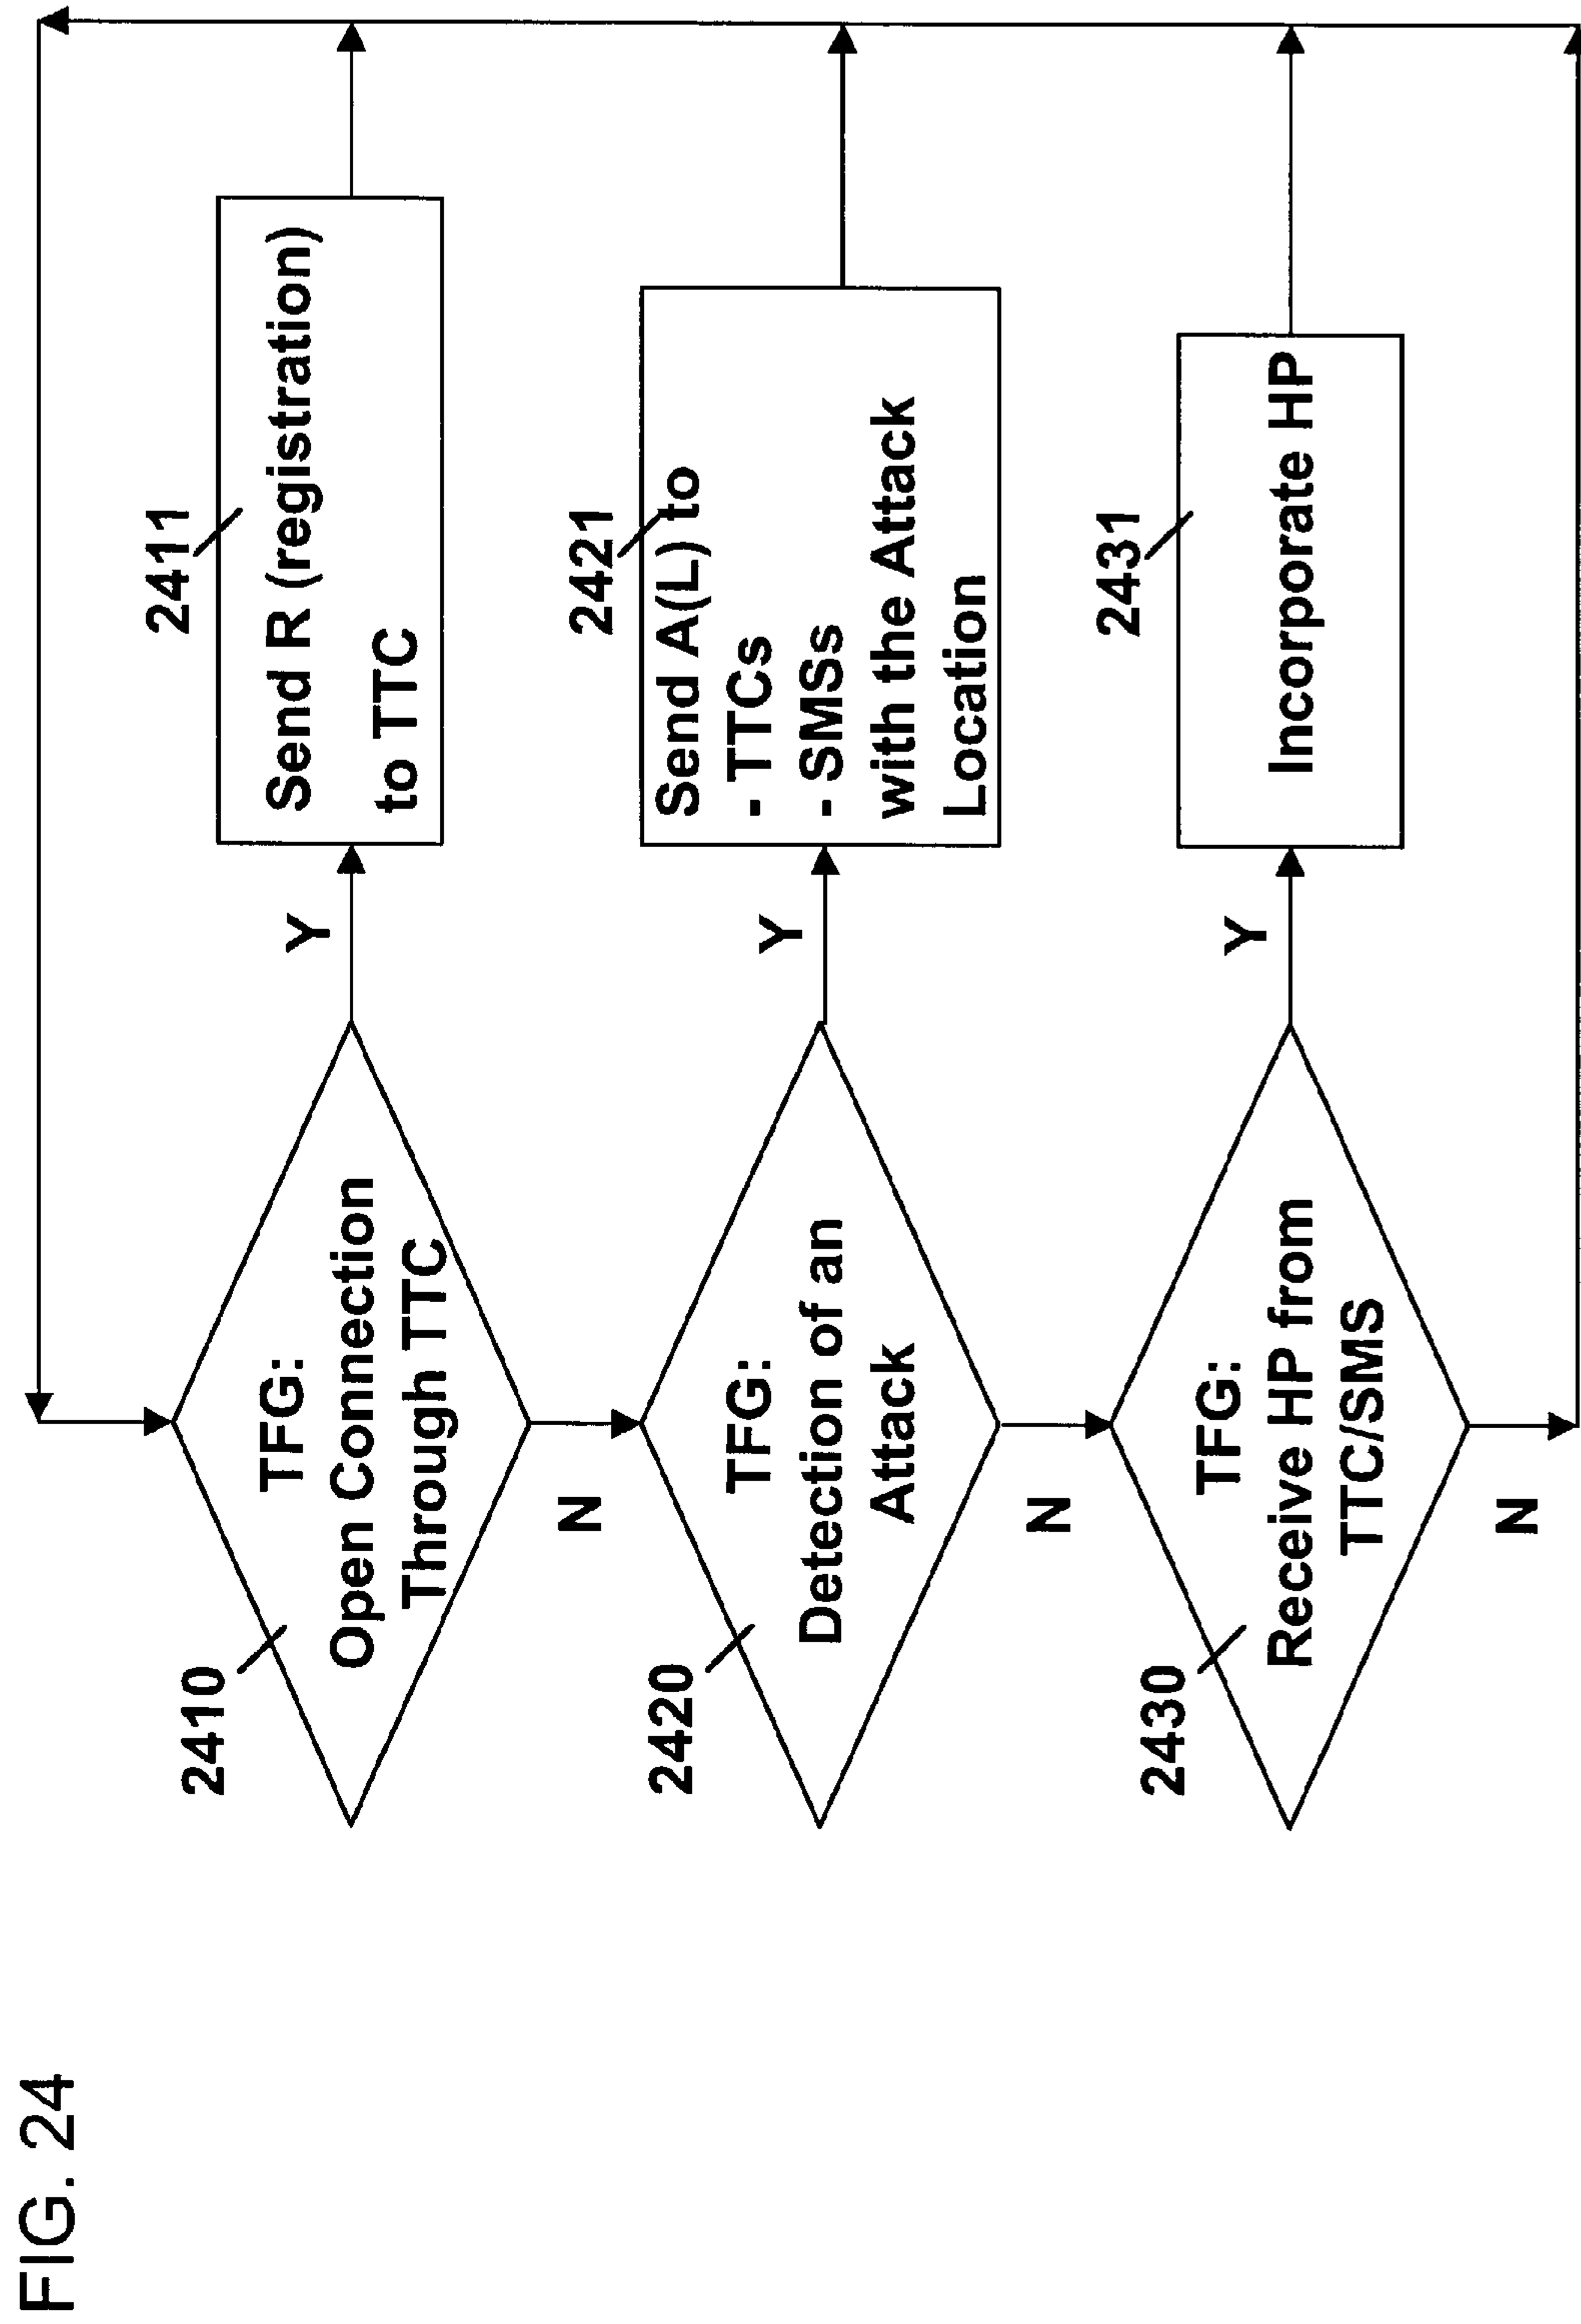 FIG. 24
2410
TFG:
Open Connection
Through TTC
Y
2411
Send R (registration)
to TTC
N
2420
TFG:
Detection of an
Attack
Y
2421
Send A(L) to
- TTCs
- SMSs
with the Attack
Location
N
2430
TFG:
Receive HP from
TTC/SMS
Y
2431
Incorporate HP
N